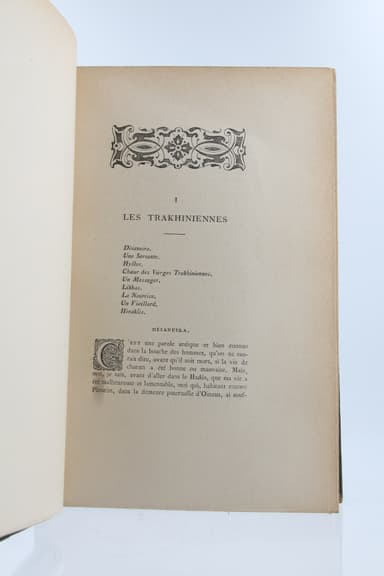 I
LES TRAKHINIENNES
Dèianeira.
Une Servante.
Hyllos.
Chœur des Vierges Trakhiniennes.
Un Messager.
Likhas.
La Nourrice.
Un Vieillard.
Hèraklès.
DÈIANEIRA.
C'EST une parole antique et bien connue
dans la bouche des hommes, qu'on ne sau-
rait dire, avant qu'il soit mort, si la vie de
chacun a été bonne ou mauvaise. Mais,
moi, je sais, avant d'aller dans le Hadès, que ma vie a
été malheureuse et lamentable, moi qui, habitant encore
Pleurôn, dans la demeure paternelle d'Oineus, ai souf-